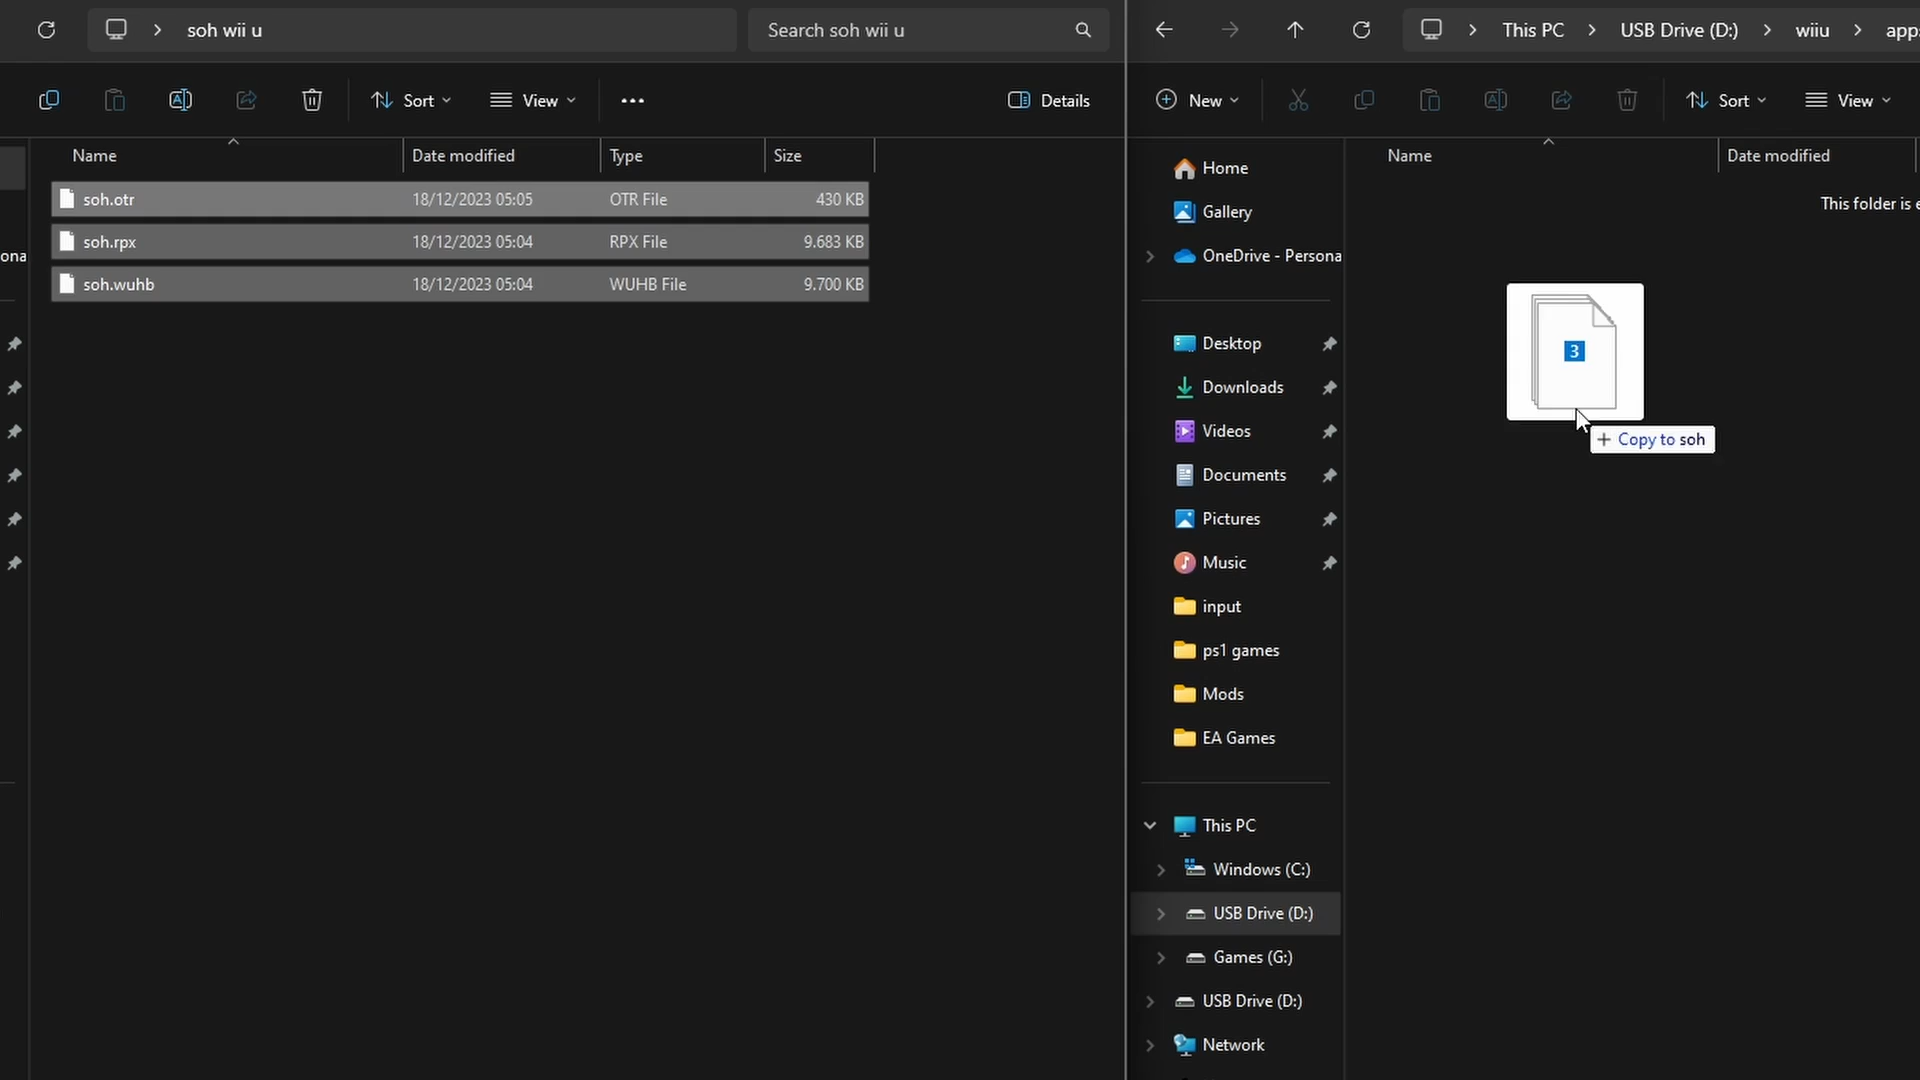 soh wii u
Search soh wii u
This PC
USB Drive (D:)
wiiu
apps
Sort
View
Details
New
Sort
View
Name
Date modified
Type
Size
soh.otr
18/12/2023 05:05
OTR File
430 KB
soh.rpx
18/12/2023 05:04
RPX File
9.683 KB
soh.wuhb
18/12/2023 05:04
WUHB File
9.700 KB
ona
Home
Gallery
OneDrive - Persona
Desktop
Downloads
Videos
Documents
Pictures
Music
input
ps1 games
Mods
EA Games
This PC
Windows (C:)
USB Drive (D:)
Games (G:)
USB Drive (D:)
Network
Name
Date modified
This folder is e
3
+ Copy to soh